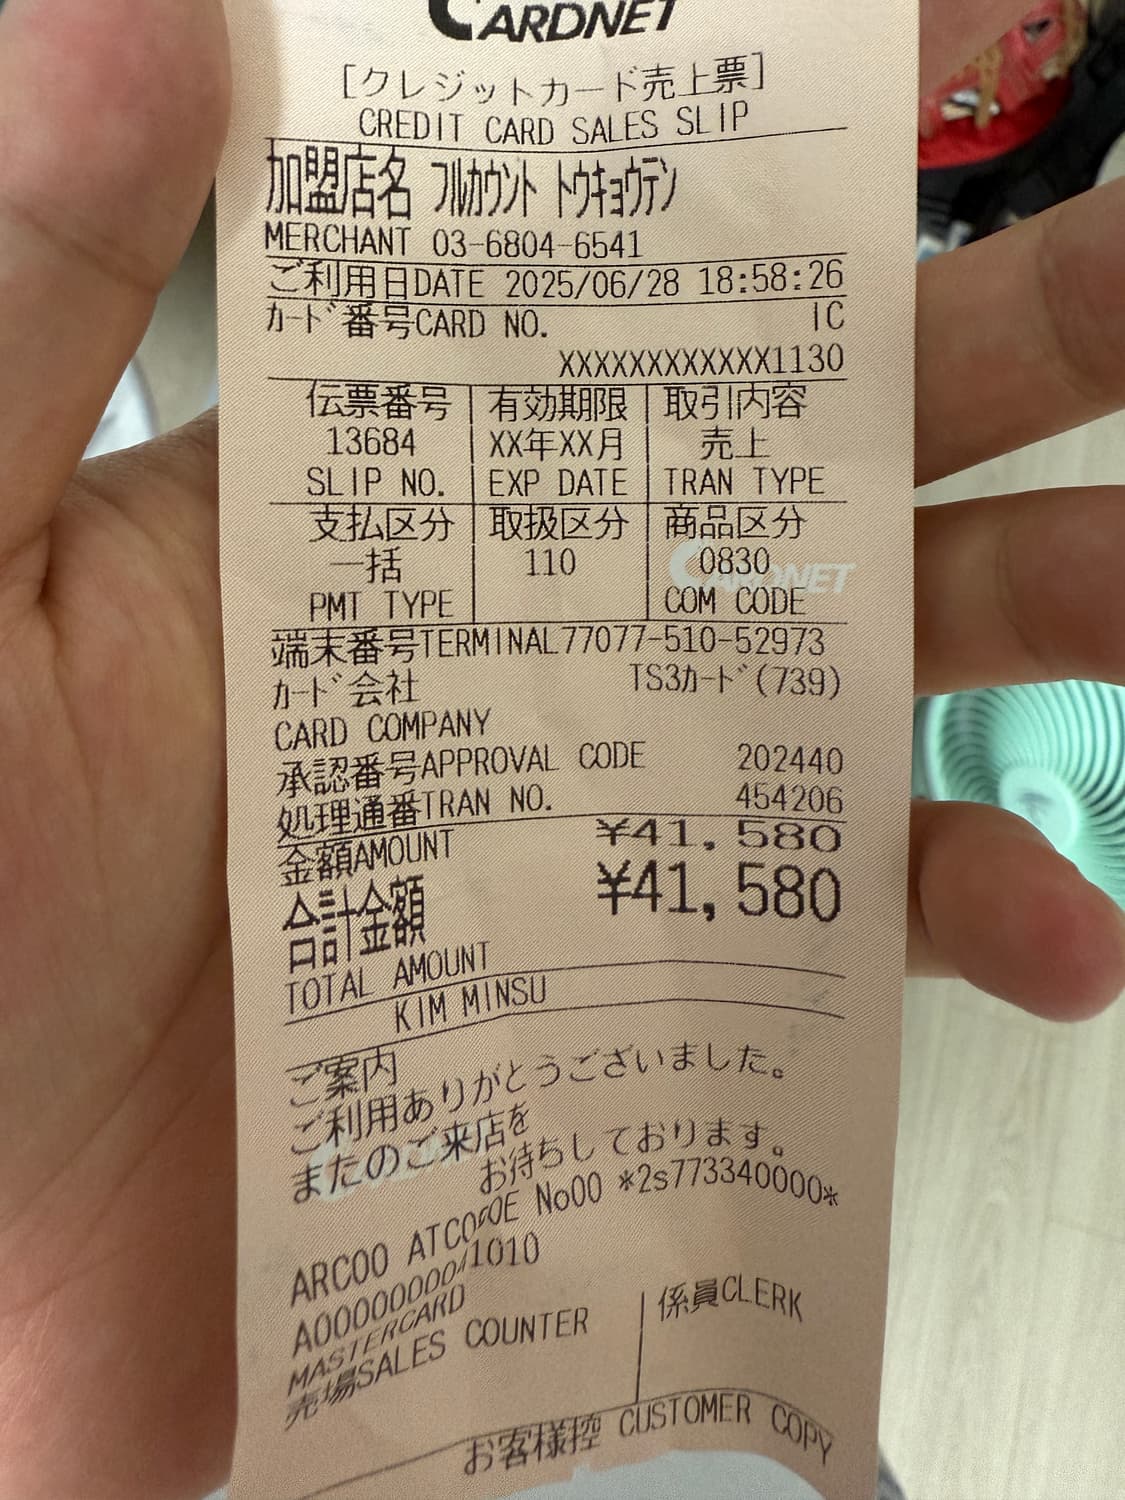 CARDNET
[クレジットカード売上票]
CREDIT CARD SALES SLIP
加盟店名 フルカウント トウキョウテン
MERCHANT 03-6804-6541
ご利用日DATE 2025/06/28 18:58:26
カード番号CARD NO. IC
XXXXXXXXXXXX1130
伝票番号 有効期限 取引内容
13684 XX年XX月 売上
SLIP NO. EXP DATE TRAN TYPE
支払区分 取扱区分 商品区分
一括 110 0830
PMT TYPE COM CODE
CARDNET
端末番号TERMINAL77077-510-52973
カード会社 TS3カード(739)
CARD COMPANY
承認番号APPROVAL CODE 202440
処理通番TRAN NO. 454206
金額AMOUNT ¥41,580
合計金額 ¥41,580
TOTAL AMOUNT
KIM MINSU
ご案内
ご利用ありがとうございました。
またのご来店を
お待ちしております。
ARC00 ATC00DE No00 *2s773340000*
A0000000041010
MASTERCARD
売場SALES COUNTER 係員CLERK
お客様控 CUSTOMER COPY